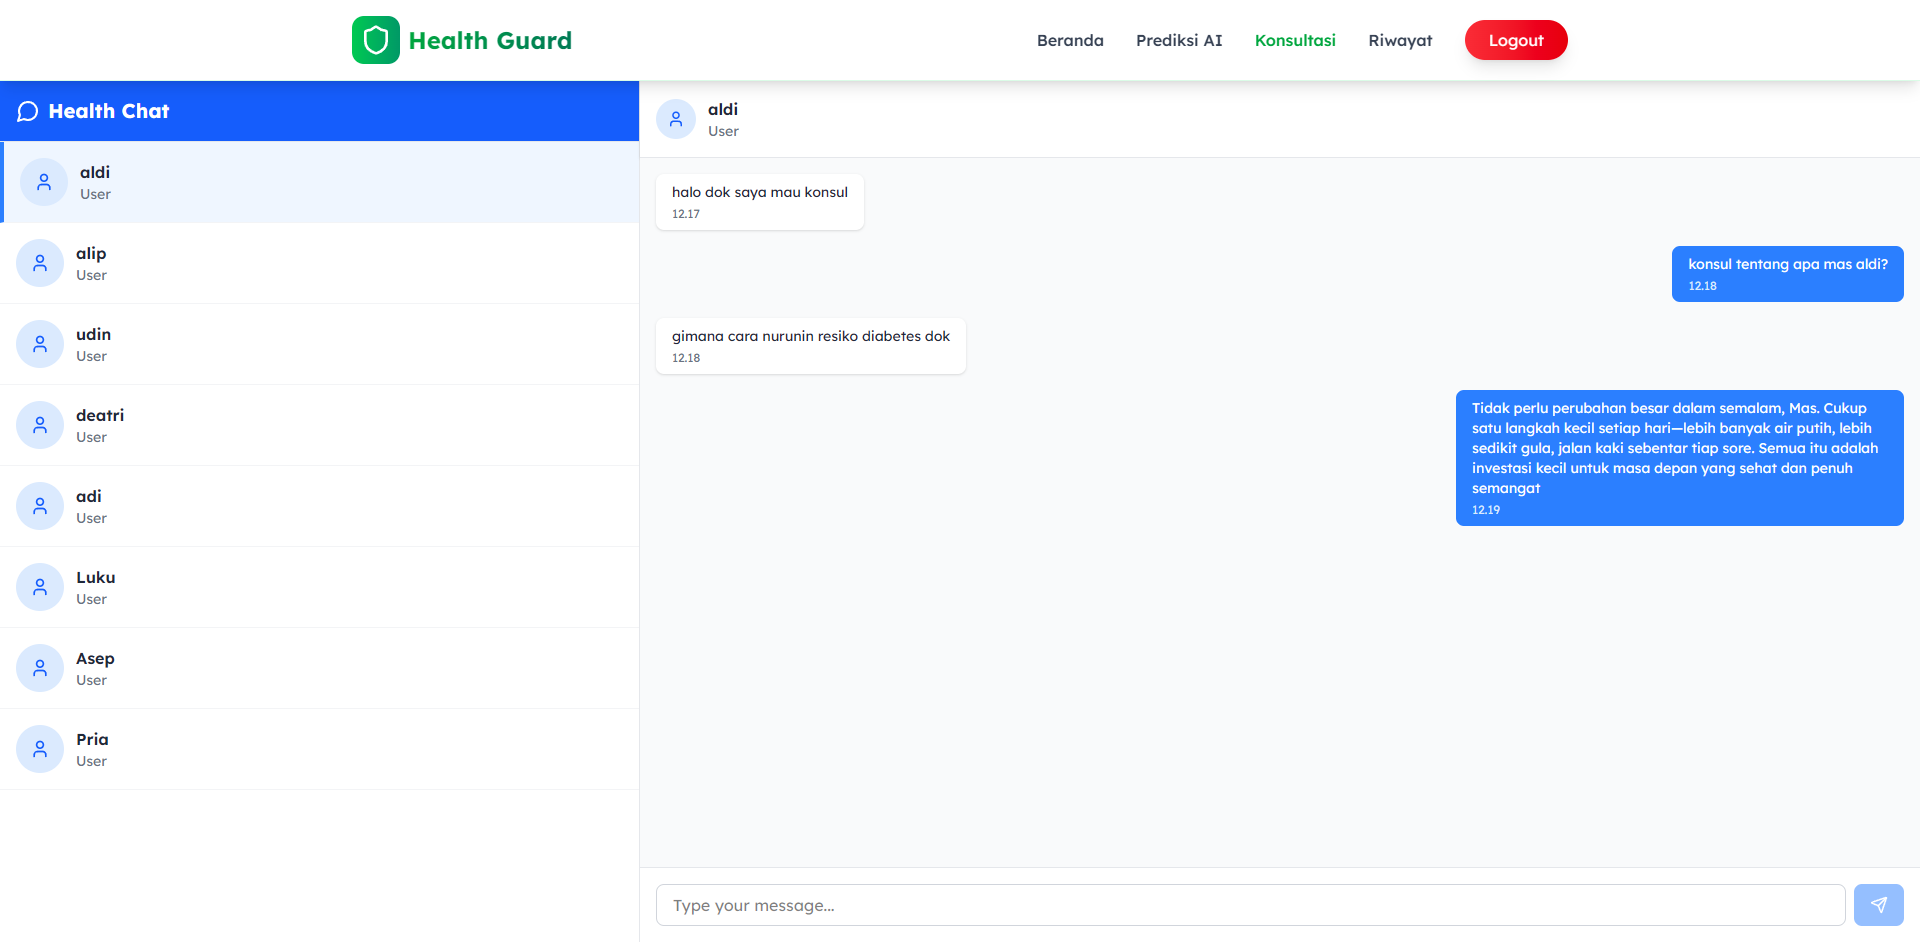 Health Guard
Beranda
Prediksi AI
Konsultasi
Riwayat
Logout
Health Chat
aldi
User
alip
User
udin
User
deatri
User
adi
User
Luku
User
Asep
User
Pria
User
aldi
User
halo dok saya mau konsul
12.17
konsul tentang apa mas aldi?
12.18
gimana cara nurunin resiko diabetes dok
12.18
Tidak perlu perubahan besar dalam semalam, Mas. Cukup
satu langkah kecil setiap hari—lebih banyak air putih, lebih
sedikit gula, jalan kaki sebentar tiap sore. Semua itu adalah
investasi kecil untuk masa depan yang sehat dan penuh
semangat
12.19
Type your message...